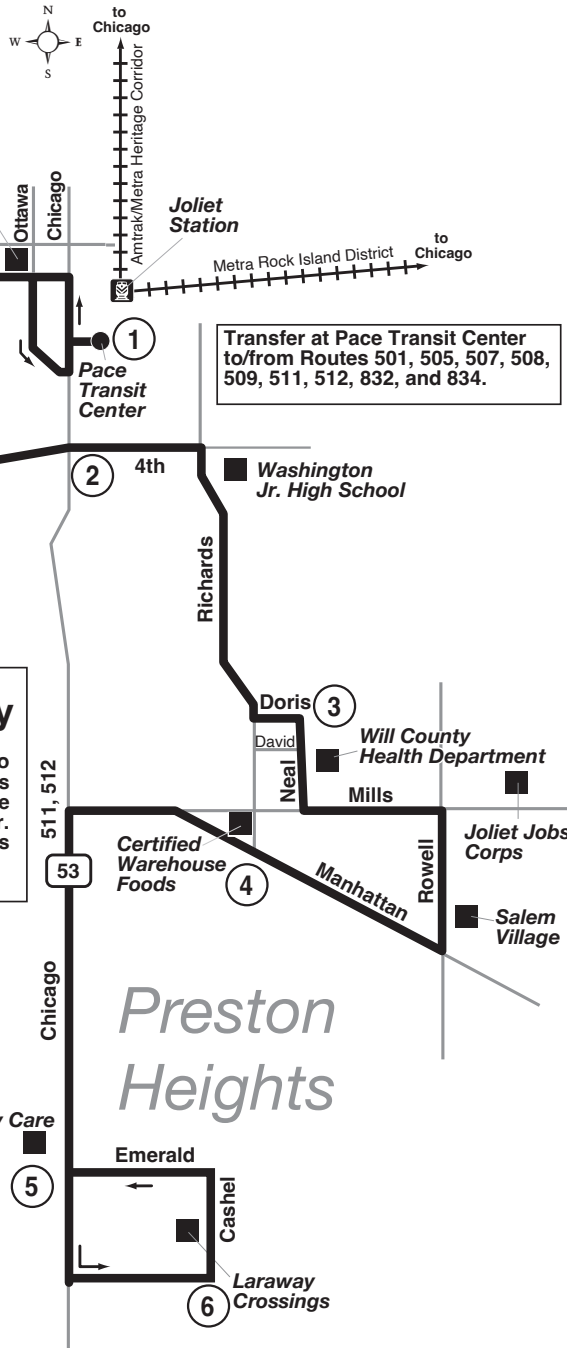 N
W
E
S
to
Chicago
Amtrak/Metra Heritage Corridor
Ottawa
Chicago
Joliet
Station
to
Chicago
Metra Rock Island District
1
Pace
Transit
Center
Transfer at Pace Transit Center
to/from Routes 501, 505, 507, 508,
509, 511, 512, 832, and 834.
2
4th
Washington
Jr. High School
Richards
Doris
3
David
Neal
Will County
Health Department
Mills
Joliet Jobs
Corps
511, 512
53
Certified
Warehouse
Foods
4
Manhattan
Rowell
Salem
Village
Chicago
Preston
Heights
Care
5
Emerald
Cashel
Laraway
Crossings
6